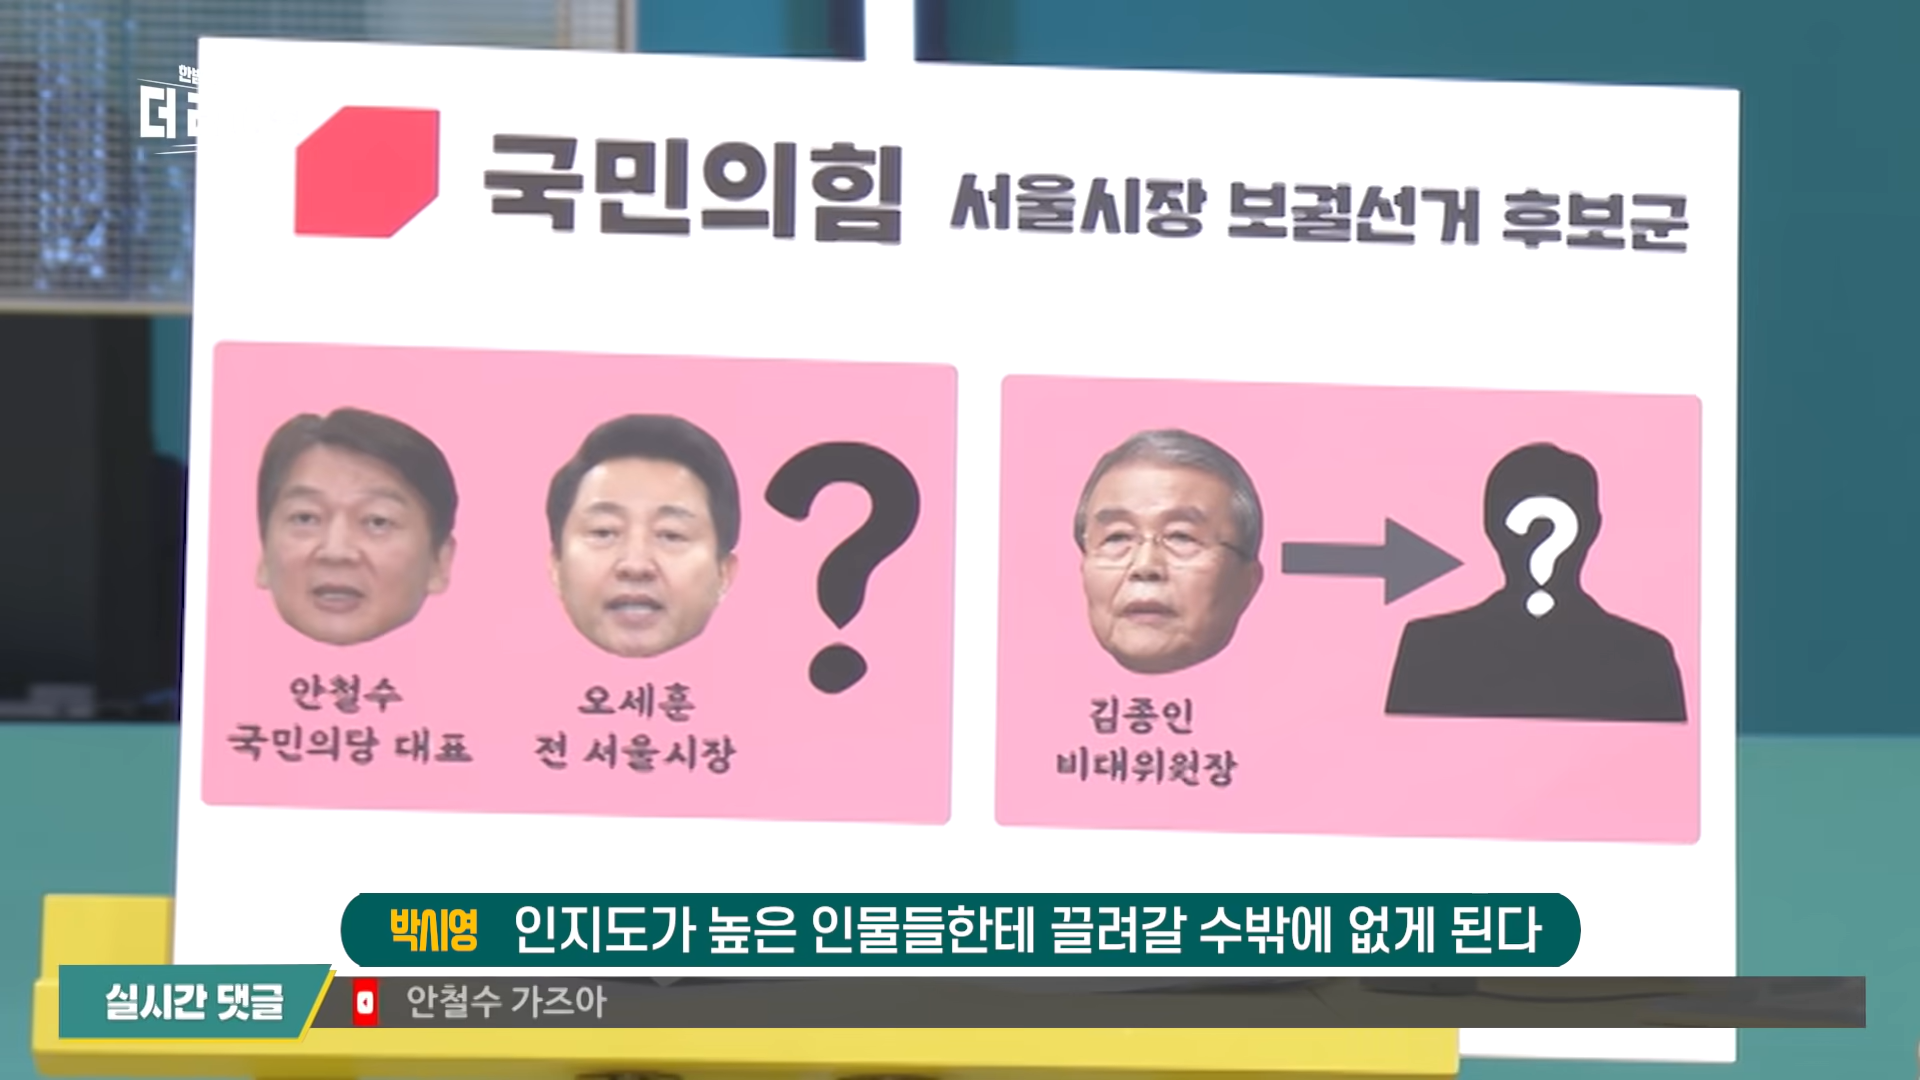 더
국민의힘 서울시장 보궐선거 후보군
안철수
국민의당 대표
오세훈
전 서울시장
?
김종인
비대위원장
?
박시영 인지도가 높은 인물들한테 끌려갈 수밖에 없게 된다
실시간 댓글 안철수 가즈아